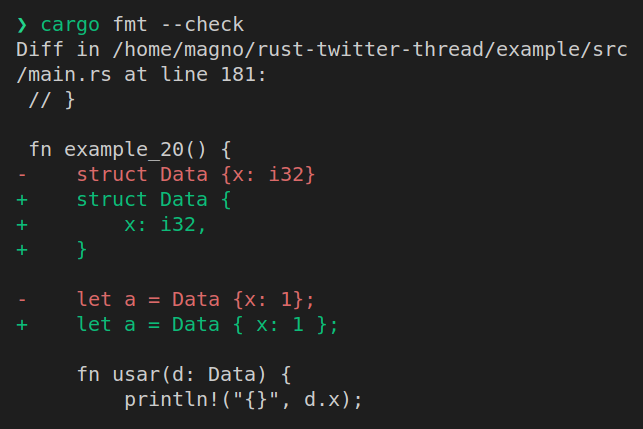 ❯ cargo fmt --check
Diff in /home/magno/rust-twitter-thread/example/src
/main.rs at line 181:
 // }

 fn example_20() {
-    struct Data {x: i32}
+    struct Data {
+        x: i32,
+    }

-    let a = Data {x: 1};
+    let a = Data { x: 1 };

     fn usar(d: Data) {
         println!("{}", d.x);